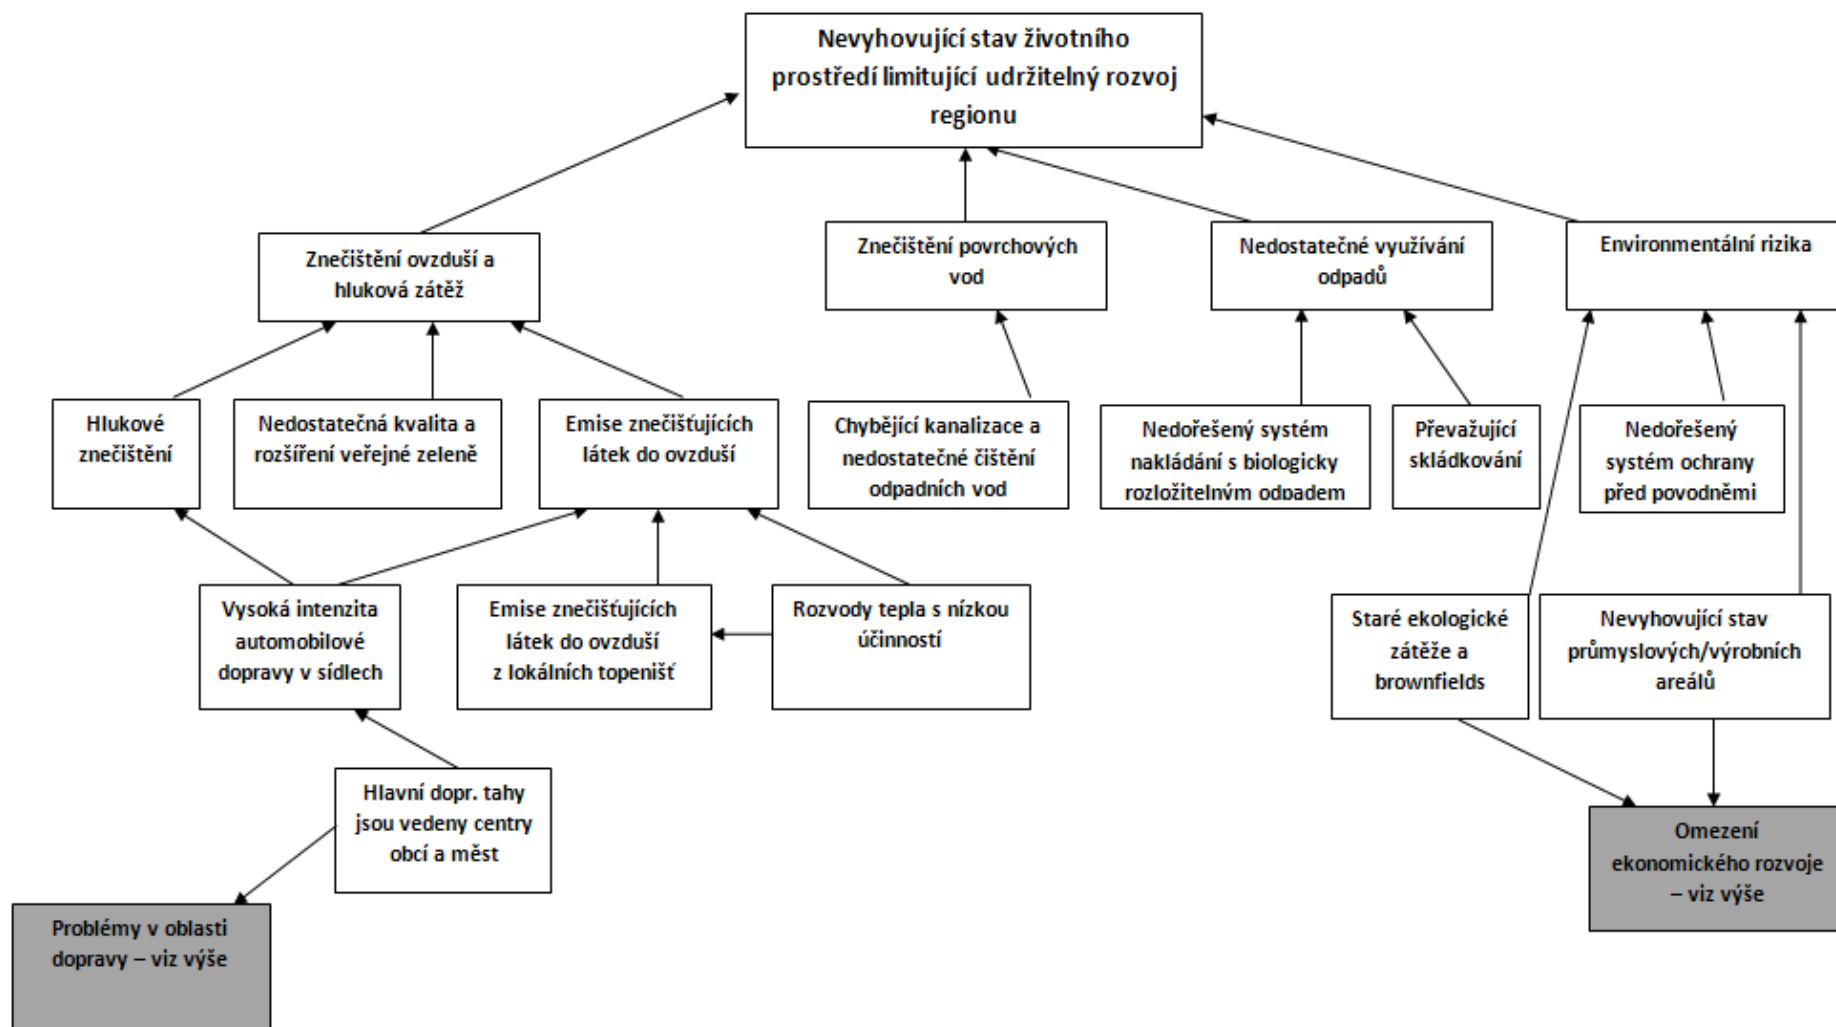 Nevyhovující stav životního
prostředí limitující udržitelný rozvoj
regionu
Znečištění ovzduší a
hluková zátěž
Znečištění povrchových
vod
Nedostatečné využívání
odpadů
Environmentální rizika
Hlukové
znečištění
Nedostatečná kvalita a
rozšíření veřejné zeleně
Emise znečišťujících
látek do ovzduší
Chybějící kanalizace a
nedostatečné čištění
odpadních vod
Nedořešený systém
nakládání s biologicky
rozložitelným odpadem
Převažující
skládkování
Nedořešený
systém ochrany
před povodněmi
Vysoká intenzita
automobilové
dopravy v sídlech
Emise znečišťujících
látek do ovzduší
z lokálních topenišť
Rozvody tepla s nízkou
účinností
Staré ekologické
zátěže a
brownfields
Nevyhovující stav
průmyslových/výrobních
areálů
Hlavní dopr. tahy
jsou vedeny centry
obcí a měst
Omezení
ekonomického rozvoje
– viz výše
Problémy v oblasti
dopravy – viz výše